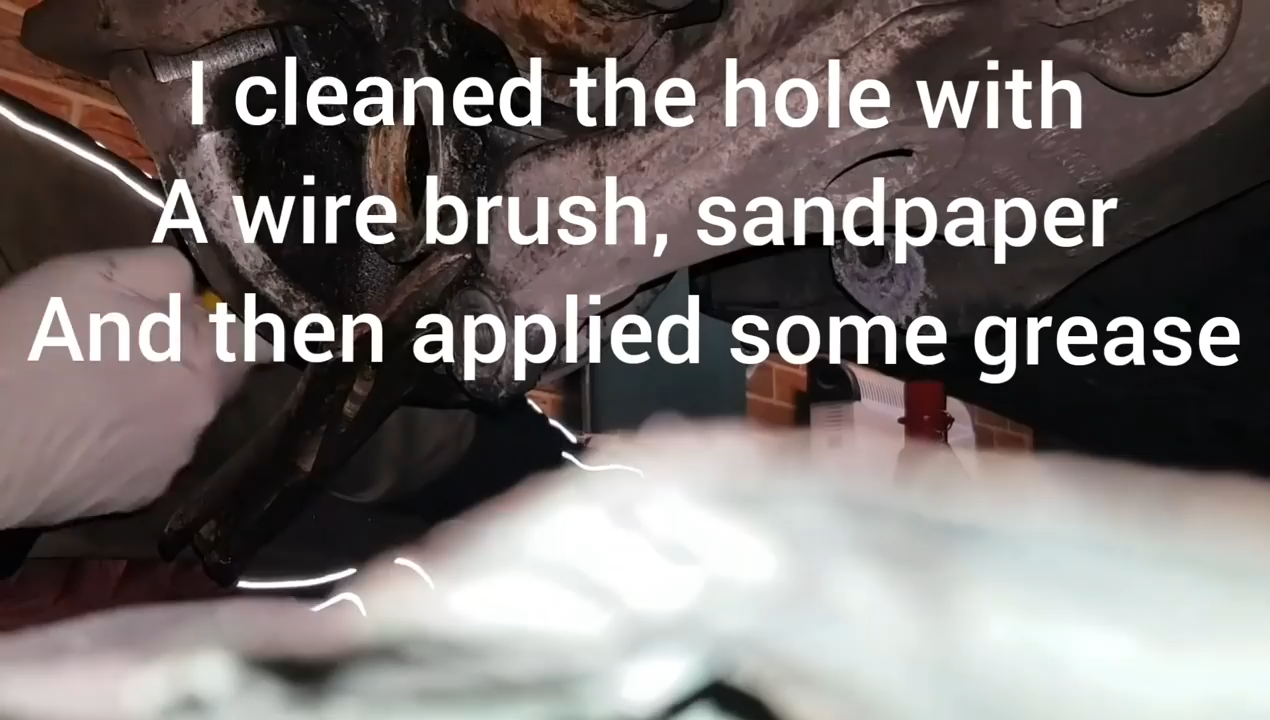 I cleaned the hole with
A wire brush, sandpaper
And then applied some grease